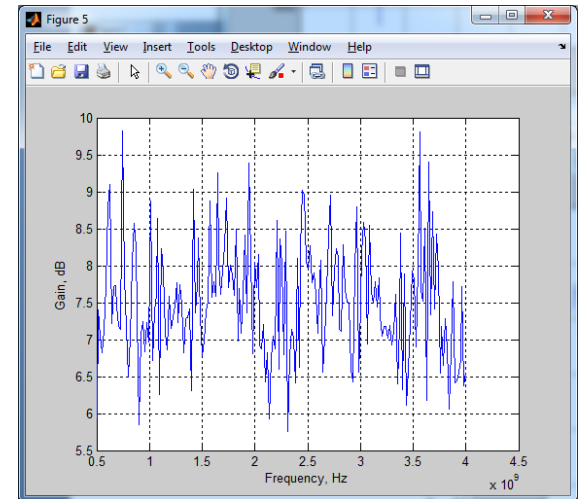 Figure 5
File Edit View Insert Tools Desktop Window Help
10
9.5
9
8.5
8
7.5
7
6.5
6
5.5
Gain, dB
0.5 1 1.5 2 2.5 3 3.5 4 4.5
Frequency, Hz
x 10⁹